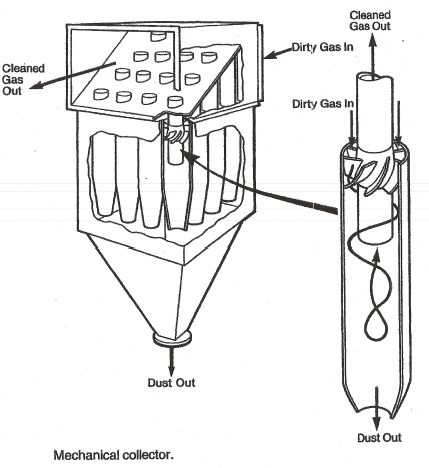 Cleaned
Gas Out
Dirty Gas In
Cleaned
Gas
Out
Dirty Gas In
Dust Out
Dust Out
Mechanical collector.